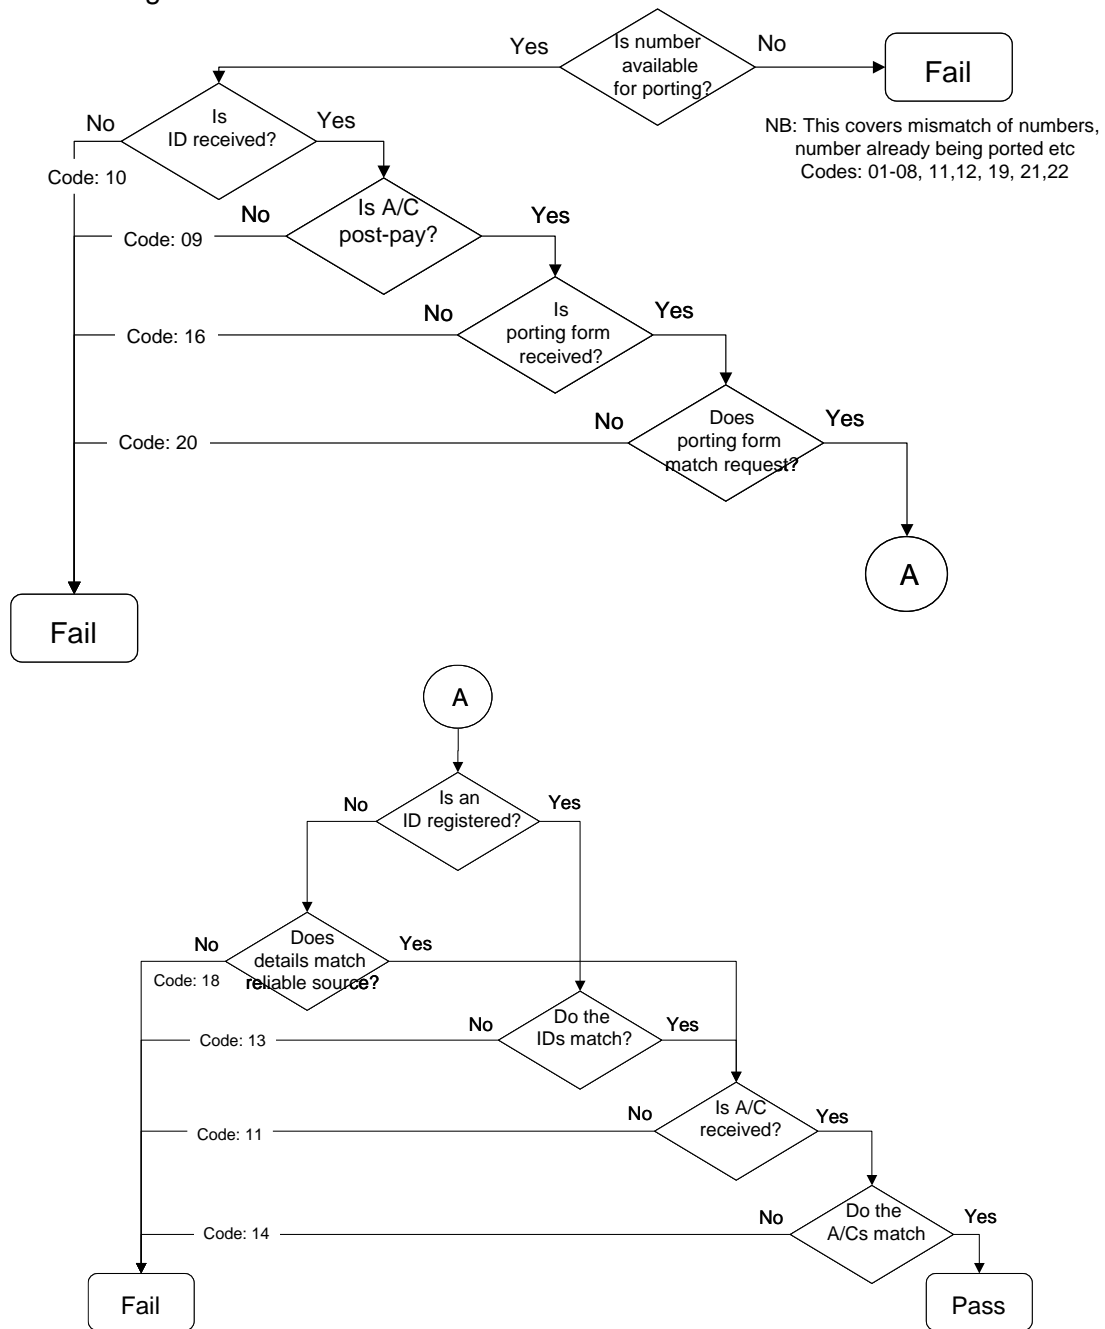 Is number
available
for porting?
Yes
No
Fail
NB: This covers mismatch of numbers,
number already being ported etc
Codes: 01-08, 11,12, 19, 21,22
Is
ID received?
No
Yes
Code: 10
Is A/C
post-pay?
No
Yes
Code: 09
Is
porting form
received?
No
Yes
Code: 16
Does
porting form
match request?
No
Yes
Code: 20
A
Fail
A
Is an
ID registered?
No
Yes
Does
details match
reliable source?
No
Yes
Code: 18
Do the
IDs match?
No
Yes
Code: 13
Is A/C
received?
No
Yes
Code: 11
Do the
A/Cs match
No
Yes
Code: 14
Fail
Pass